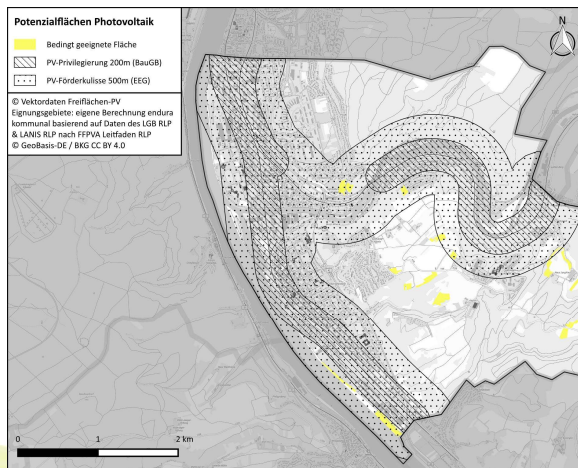 Potenzialflächen Photovoltaik
Bedingt geeignete Fläche
PV-Privilegierung 200m (BauGB)
PV-Förderkulisse 500m (EEG)
© Vektordaten Freiflächen-PV
Eignungsgebiete: eigene Berechnung endura
kommunal basierend auf Daten des LGB RLP
& LANIS RLP nach FFPVA Leitfaden RLP
© GeoBasis-DE / BKG CC BY 4.0
N
0 1 2 km